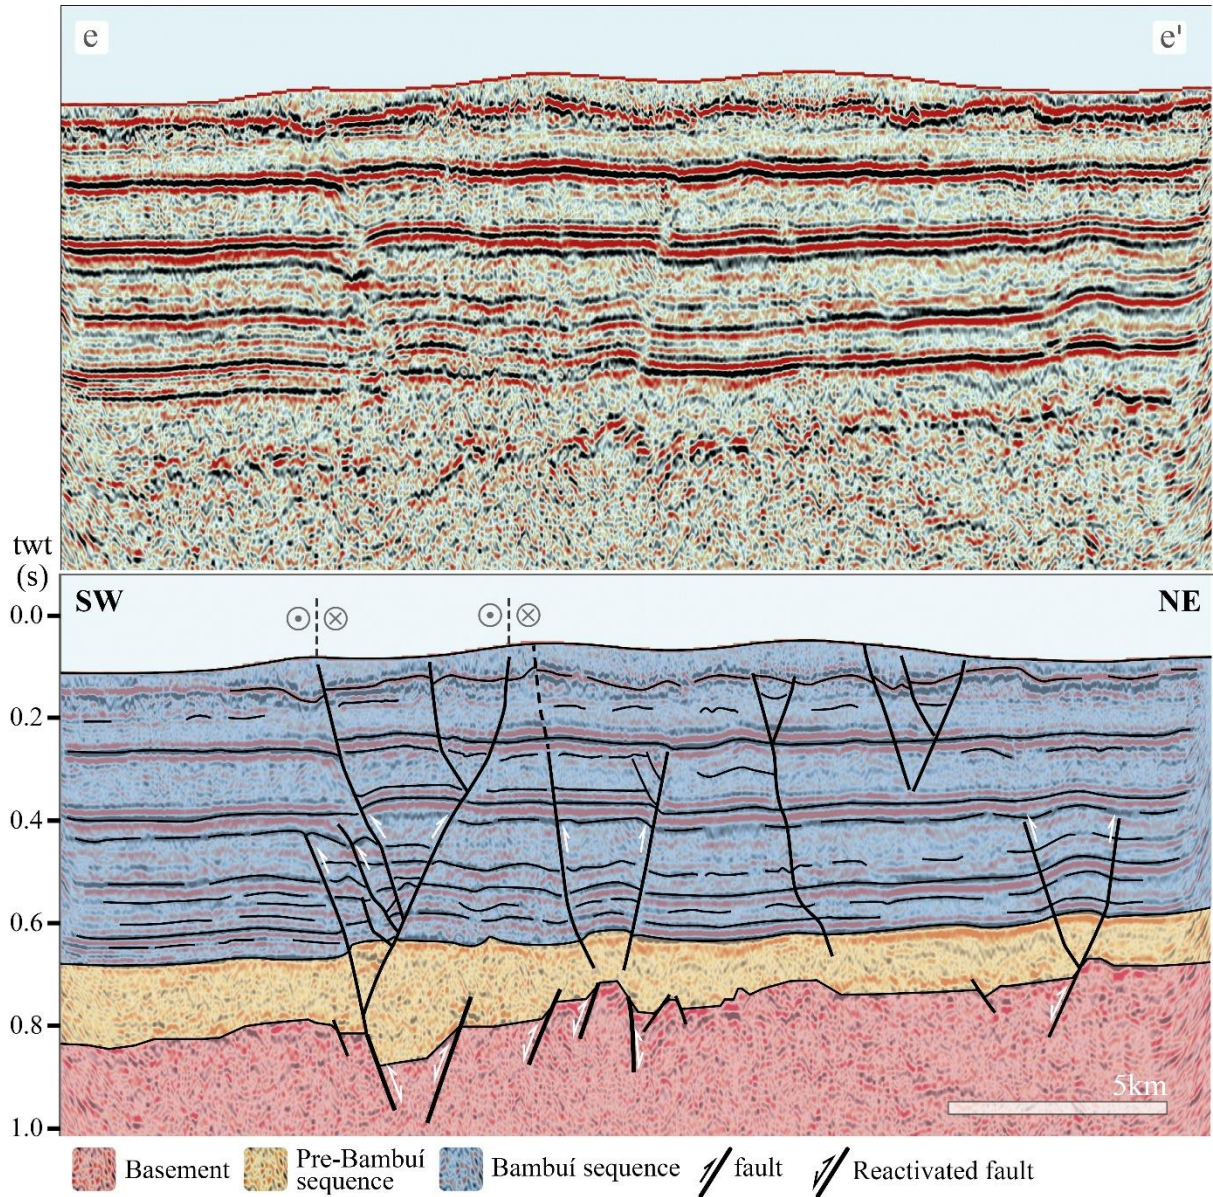 e e'
twt
(s)
SW NE
0.0
0.2
0.4
0.6
0.8
1.0
5km
Basement
Pre-Bambuí
sequence
Bambuí sequence
fault
Reactivated fault